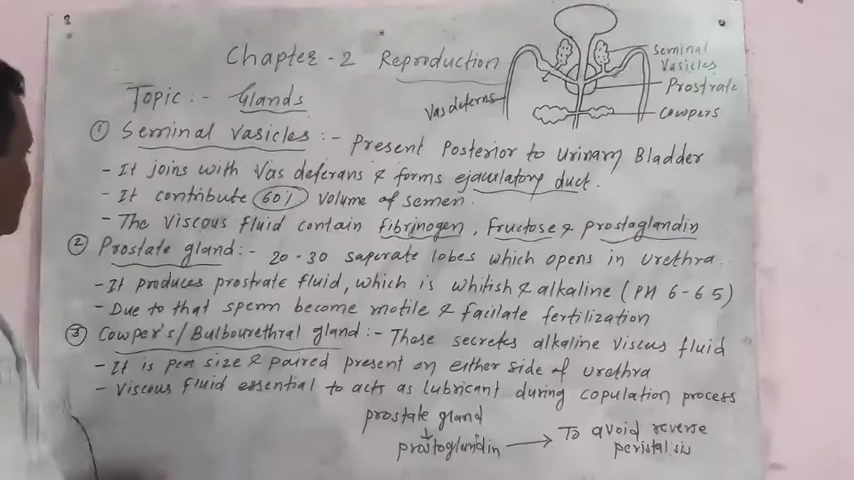 2
Chapter - 2 Reproduction
Seminal
Vasicles
Prostrate
Vas deferns
Cowpers
Topic :- Glands
① Seminal vasicles :- Present Posterior to Urinary Bladder
- It joins with Vas deferans & forms ejaculatory duct.
- It contribute 60% volume of semen.
- The Viscous fluid contain fibrinogen, fructose & prostaglandin
② Prostate gland :- 20-30 saperate lobes which opens in urethra.
- It produces prostrate fluid, which is whitish & alkaline (PH 6-65)
- Due to that sperm become motile & facilate fertilization
③ Cowper's/Bulbourethral gland :- These secretes alkaline viscus fluid
- It is pea size & paired present on either side of urethra
- Viscous fluid essential to acts as lubricant during copulation process
prostate gland
prostoglandin → To avoid reverse
peristalsis